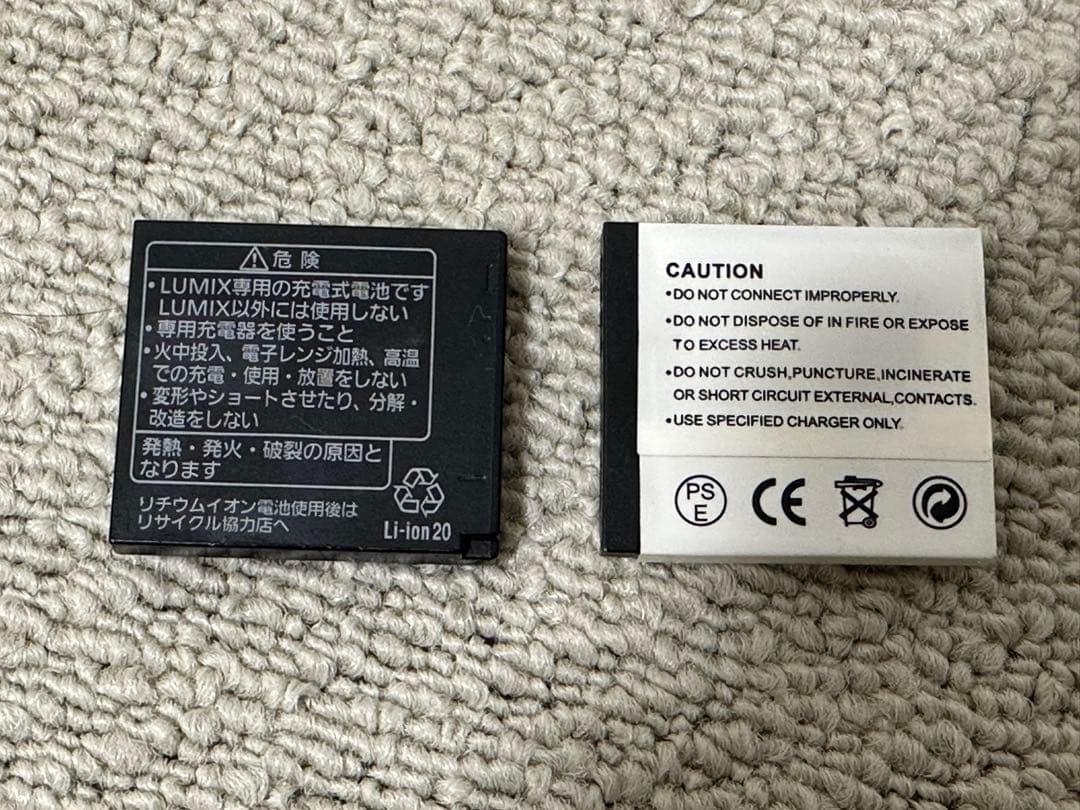 ⚠危険
・LUMIX専用の充電式電池です
LUMIX以外には使用しない
・専用充電器を使うこと
・火中投入、電子レンジ加熱、高温
での充電・使用・放置をしない
・変形やショートさせたり、分解・
改造をしない
発熱・発火・破裂の原因と
なります
リチウムイオン電池使用後は
リサイクル協力店へ
Li-ion 20
CAUTION
•DO NOT CONNECT IMPROPERLY.
•DO NOT DISPOSE OF IN FIRE OR EXPOSE
TO EXCESS HEAT.
•DO NOT CRUSH,PUNCTURE,INCINERATE
OR SHORT CIRCUIT EXTERNAL,CONTACTS.
•USE SPECIFIED CHARGER ONLY.
PS
E
CE